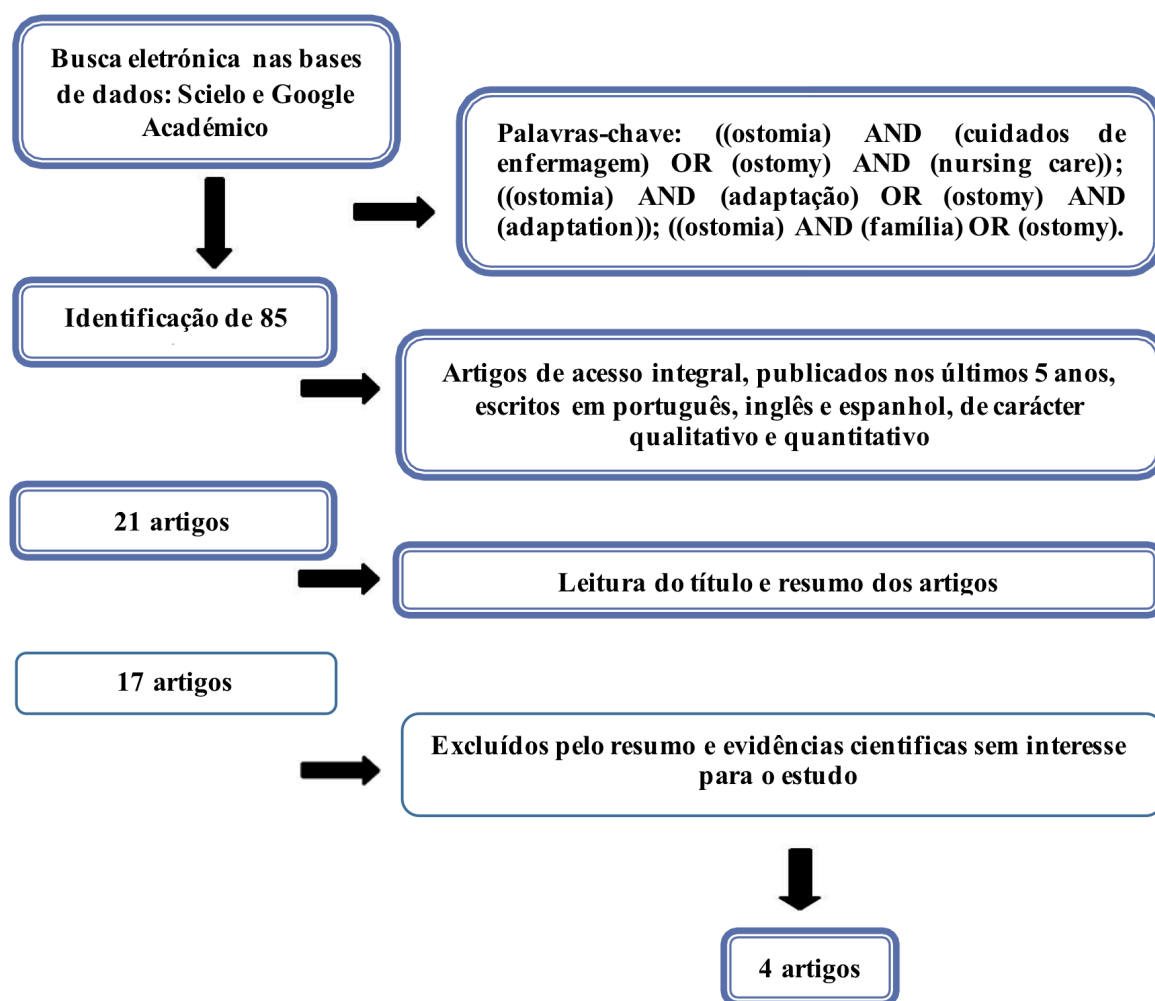 Busca eletrónica nas bases
de dados: Scielo e Google
Académico
Palavras-chave: ((ostomia) AND (cuidados de
enfermagem) OR (ostomy) AND (nursing care));
((ostomia) AND (adaptação) OR (ostomy) AND
(adaptation)); ((ostomia) AND (família) OR (ostomy).
Identificação de 85
Artigos de acesso integral, publicados nos últimos 5 anos,
escritos em português, inglês e espanhol, de carácter
qualitativo e quantitativo
21 artigos
Leitura do título e resumo dos artigos
17 artigos
Excluídos pelo resumo e evidências cientificas sem interesse
para o estudo
4 artigos